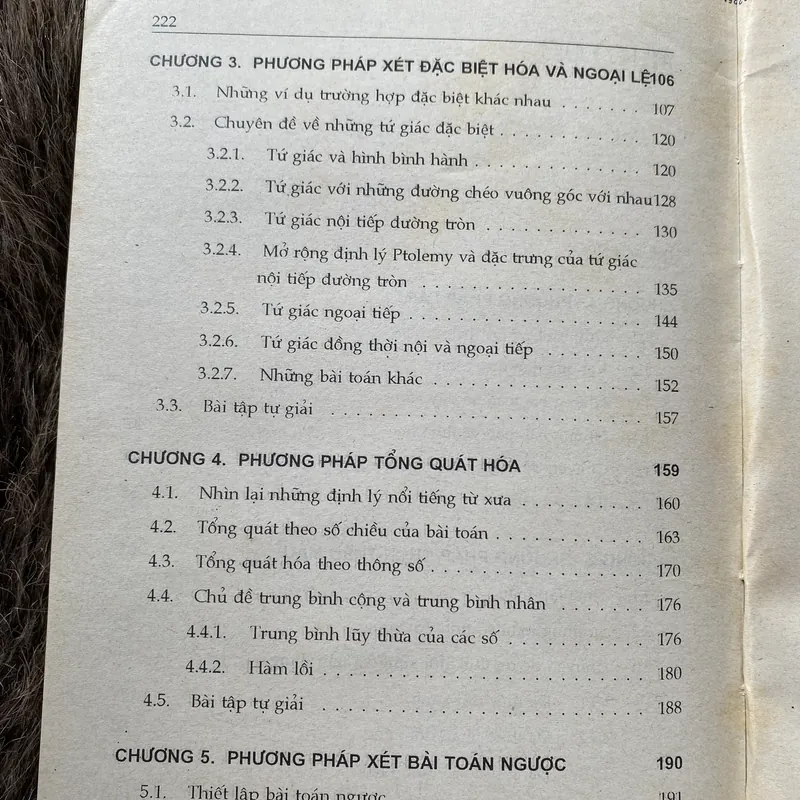 222
CHƯƠNG 3. PHƯƠNG PHÁP XÉT ĐẶC BIỆT HÓA VÀ NGOẠI LỆ106
3.1. Những ví dụ trường hợp đặc biệt khác nhau . . . . . . . 107
3.2. Chuyên đề về những tứ giác đặc biệt . . . . . . . . . . . . 120
3.2.1. Tứ giác và hình bình hành . . . . . . . . . . . . . . 120
3.2.2. Tứ giác với những đường chéo vuông góc với nhau128
3.2.3. Tứ giác nội tiếp đường tròn . . . . . . . . . . . . . 130
3.2.4. Mở rộng định lý Ptolemy và đặc trưng của tứ giác
nội tiếp đường tròn . . . . . . . . . . . . . . . . . . 135
3.2.5. Tứ giác ngoại tiếp . . . . . . . . . . . . . . . . . . . 144
3.2.6. Tứ giác đồng thời nội và ngoại tiếp . . . . . . . . 150
3.2.7. Những bài toán khác . . . . . . . . . . . . . . . . . 152
3.3. Bài tập tự giải . . . . . . . . . . . . . . . . . . . . . . . . . 157
CHƯƠNG 4. PHƯƠNG PHÁP TỔNG QUÁT HÓA 159
4.1. Nhìn lại những định lý nổi tiếng từ xưa . . . . . . . . . . 160
4.2. Tổng quát theo số chiều của bài toán . . . . . . . . . . . . 163
4.3. Tổng quát hóa theo thông số . . . . . . . . . . . . . . . . . 170
4.4. Chủ đề trung bình cộng và trung bình nhân . . . . . . . 176
4.4.1. Trung bình lũy thừa của các số . . . . . . . . . . . 176
4.4.2. Hàm lồi . . . . . . . . . . . . . . . . . . . . . . . . . 180
4.5. Bài tập tự giải . . . . . . . . . . . . . . . . . . . . . . . . . 188
CHƯƠNG 5. PHƯƠNG PHÁP XÉT BÀI TOÁN NGƯỢC 190
5.1. Thiết lập bài toán ngược . . . . . . . . . . . . . . . . . . . 191